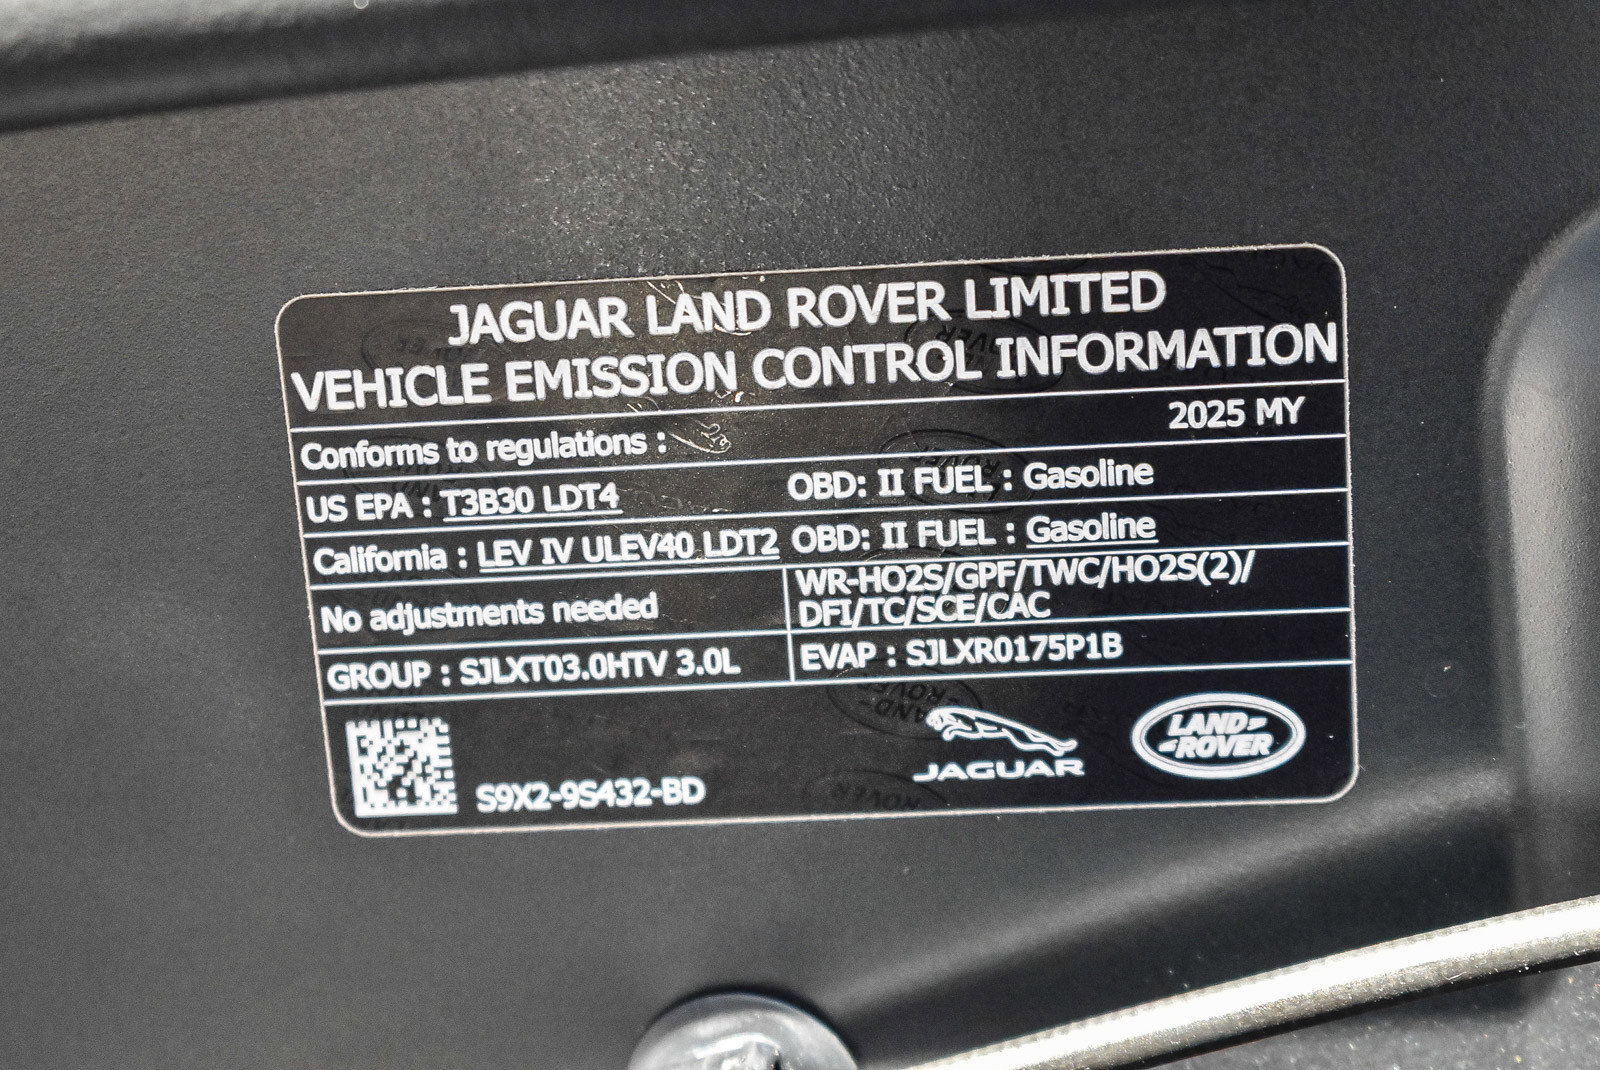 JAGUAR LAND ROVER LIMITED
VEHICLE EMISSION CONTROL INFORMATION
2025 MY
Conforms to regulations :
US EPA : T3B30 LDT4 OBD: II FUEL : Gasoline
California : LEV IV ULEV40 LDT2 OBD: II FUEL : Gasoline
No adjustments needed
WR-HO2S/GPF/TWC/HO2S(2)/
DFI/TC/SCE/CAC
GROUP : SJLXT03.0HTV 3.0L
EVAP : SJLXR0175P1B
S9X2-9S432-BD
JAGUAR
LAND-
-ROVER